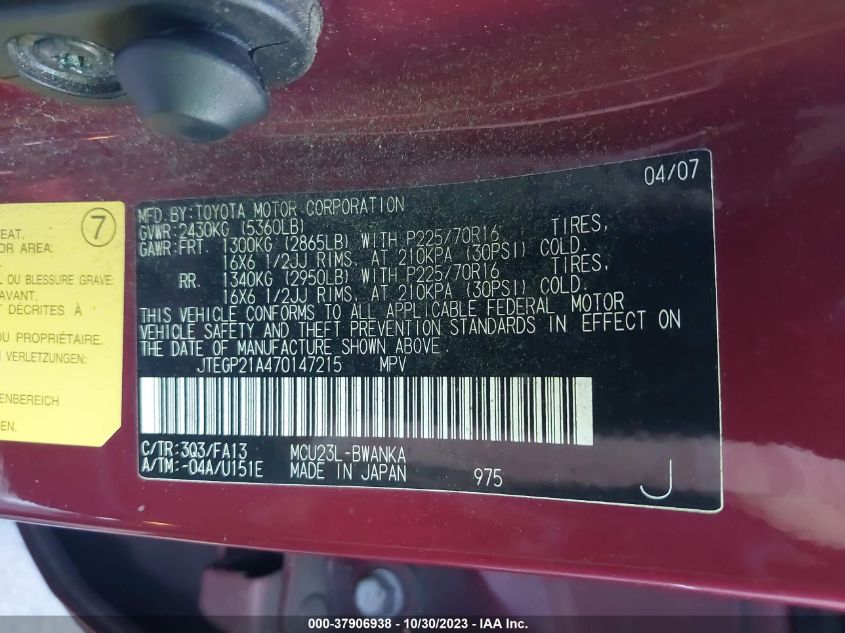 04/07
MFD.BY:TOYOTA MOTOR CORPORATION
GVWR:2430KG (5360LB)
GAWR:FRT. 1300KG (2865LB) WITH P225/70R16 TIRES,
16X6 1/2JJ RIMS, AT 210KPA (30PSI) COLD.
RR. 1340KG (2950LB) WITH P225/70R16 TIRES,
16X6 1/2JJ RIMS, AT 210KPA (30PSI) COLD.
THIS VEHICLE CONFORMS TO ALL APPLICABLE FEDERAL MOTOR
VEHICLE SAFETY AND THEFT PREVENTION STANDARDS IN EFFECT ON
THE DATE OF MANUFACTURE SHOWN ABOVE.
JTEGP21A470147215 MPV
C/TR:3Q3/FA13 MCU23L-BWANKA
A/TM:-04A/U151E MADE IN JAPAN 975 J
7
EAT.
OR AREA:
OU BLESSURE GRAVE
AVANT.
DÉCRITES À
U PROPRIÉTAIRE.
VERLETZUNGEN:
ENBEREICH
EN.
000-37906938 - 10/30/2023 - IAA Inc.